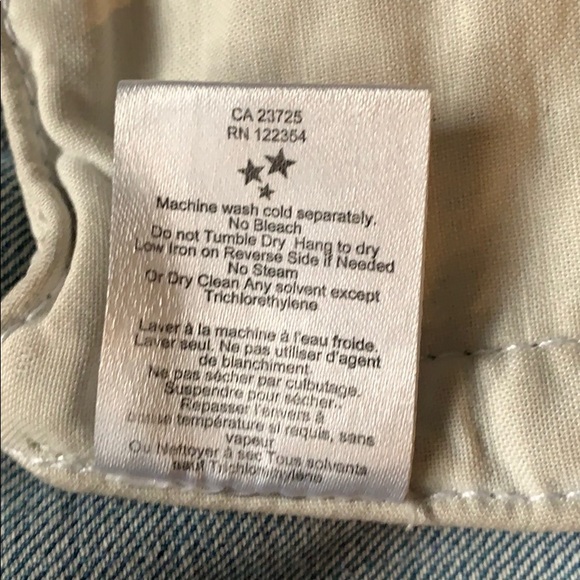 CA 23725
RN 122354
Machine wash cold separately.
No Bleach
Do not Tumble Dry Hang to dry
Low Iron on Reverse Side if Needed
No Steam
Or Dry Clean Any solvent except
Trichlorethylene
Laver à la machine à l'eau froide.
Laver seul. Ne pas utiliser d'agent
de blanchiment.
Ne pas sécher par culbutage.
Suspendre pour sécher..
Repasser l'envers à
basse température si requis, sans
vapeur
Ou Nettoyer à sec Tous solvants
sauf Trichlorethylene